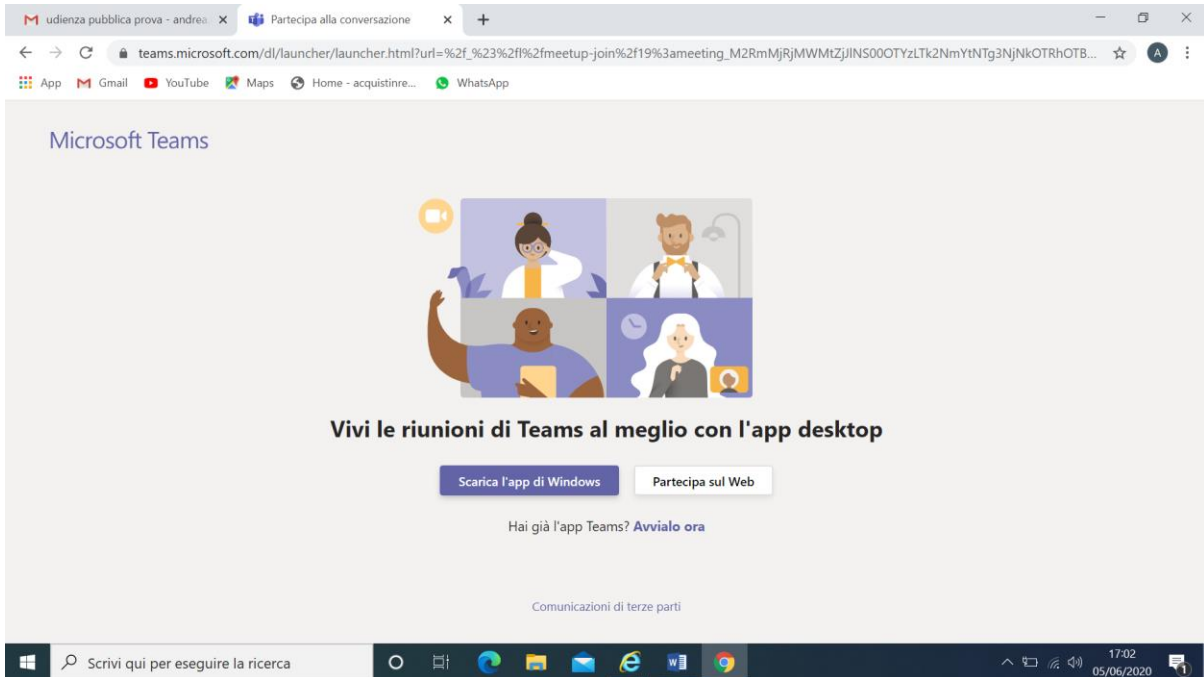 udienza pubblica prova - andrea
Partecipa alla conversazione
teams.microsoft.com/dl/launcher/launcher.html?url=%2f_%23%2fl%2fmeetup-join%2f19%3ameeting_M2RmMjRjMWMtZjJlNS00OTYzLTk2NmYtNTg3NjNkOTRhOTB...
A
App Gmail YouTube Maps Home - acquistinre... WhatsApp
Microsoft Teams
Vivi le riunioni di Teams al meglio con l'app desktop
Scarica l'app di Windows
Partecipa sul Web
Hai già l'app Teams? Avvialo ora
Comunicazioni di terze parti
Scrivi qui per eseguire la ricerca
17:02
05/06/2020
1